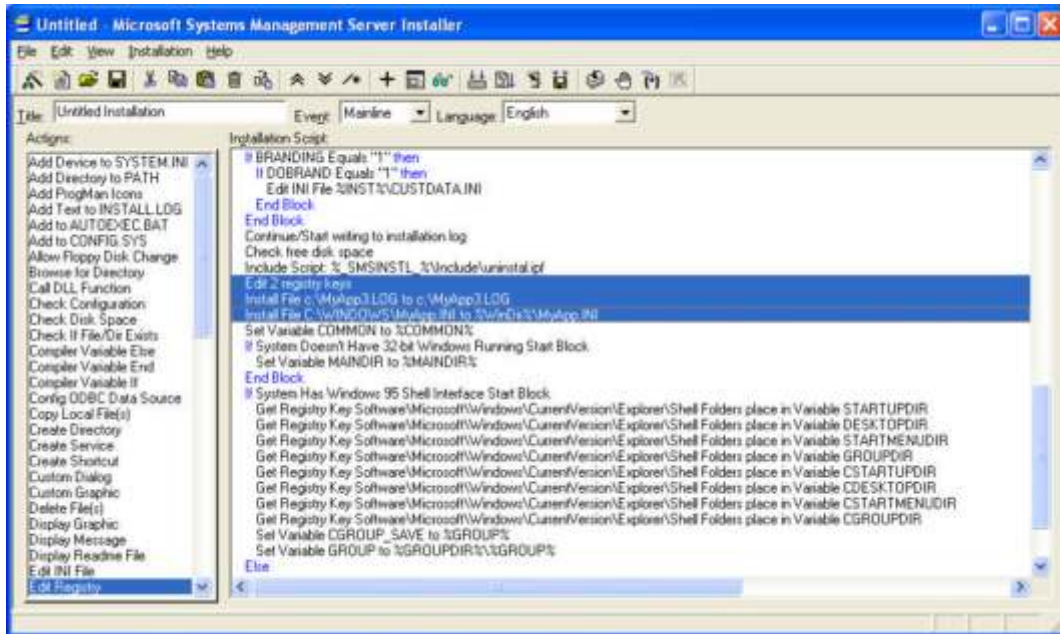 Untitled - Microsoft Systems Management Server Installer
File Edit View Installation Help
Title: Untitled Installation Event: Mainline Language: English
Actions:
Add Device to SYSTEM.INI
Add Directory to PATH
Add ProgMan Icons
Add Text to INSTALL.LOG
Add to AUTOEXEC.BAT
Add to CONFIG.SYS
Allow Floppy Disk Change
Browse for Directory
Call DLL Function
Check Configuration
Check Disk Space
Check If File/Dir Exists
Compiler Variable Else
Compiler Variable End
Compiler Variable If
Config ODBC Data Source
Copy Local File(s)
Create Directory
Create Service
Create Shortcut
Custom Dialog
Custom Graphic
Delete File(s)
Display Graphic
Display Message
Display Readme File
Edit INI File
Edit Registry
Installation Script:
If BRANDING Equals "1" then
If DOBRAND Equals "1" then
Edit INI File %INST%\CUSTDATA.INI
End Block
End Block
Continue/Start writing to installation log
Check free disk space
Include Script: %_SMSINSTL_%\Include\uninstal.ipf
Edit 2 registry keys
Install File c:\MyApp3.LOG to c:\MyApp3.LOG
Install File C:\WINDOWS\MyApp.INI to %WinDir%\MyApp.INI
Set Variable COMMON to %COMMON%
If System Doesn't Have 32-bit Windows Running Start Block
Set Variable MAINDIR to %MAINDIR%
End Block
If System Has Windows 95 Shell Interface Start Block
Get Registry Key Software\Microsoft\Windows\CurrentVersion\Explorer\Shell Folders place in Variable STARTUPDIR
Get Registry Key Software\Microsoft\Windows\CurrentVersion\Explorer\Shell Folders place in Variable DESKTOPDIR
Get Registry Key Software\Microsoft\Windows\CurrentVersion\Explorer\Shell Folders place in Variable STARTMENUDIR
Get Registry Key Software\Microsoft\Windows\CurrentVersion\Explorer\Shell Folders place in Variable GROUPDIR
Get Registry Key Software\Microsoft\Windows\CurrentVersion\Explorer\Shell Folders place in Variable CSTARTUPDIR
Get Registry Key Software\Microsoft\Windows\CurrentVersion\Explorer\Shell Folders place in Variable CDESKTOPDIR
Get Registry Key Software\Microsoft\Windows\CurrentVersion\Explorer\Shell Folders place in Variable CSTARTMENUDIR
Get Registry Key Software\Microsoft\Windows\CurrentVersion\Explorer\Shell Folders place in Variable CGROUPDIR
Set Variable CGROUP_SAVE to %GROUP%
Set Variable GROUP to %GROUPDIR%\%GROUP%
Else